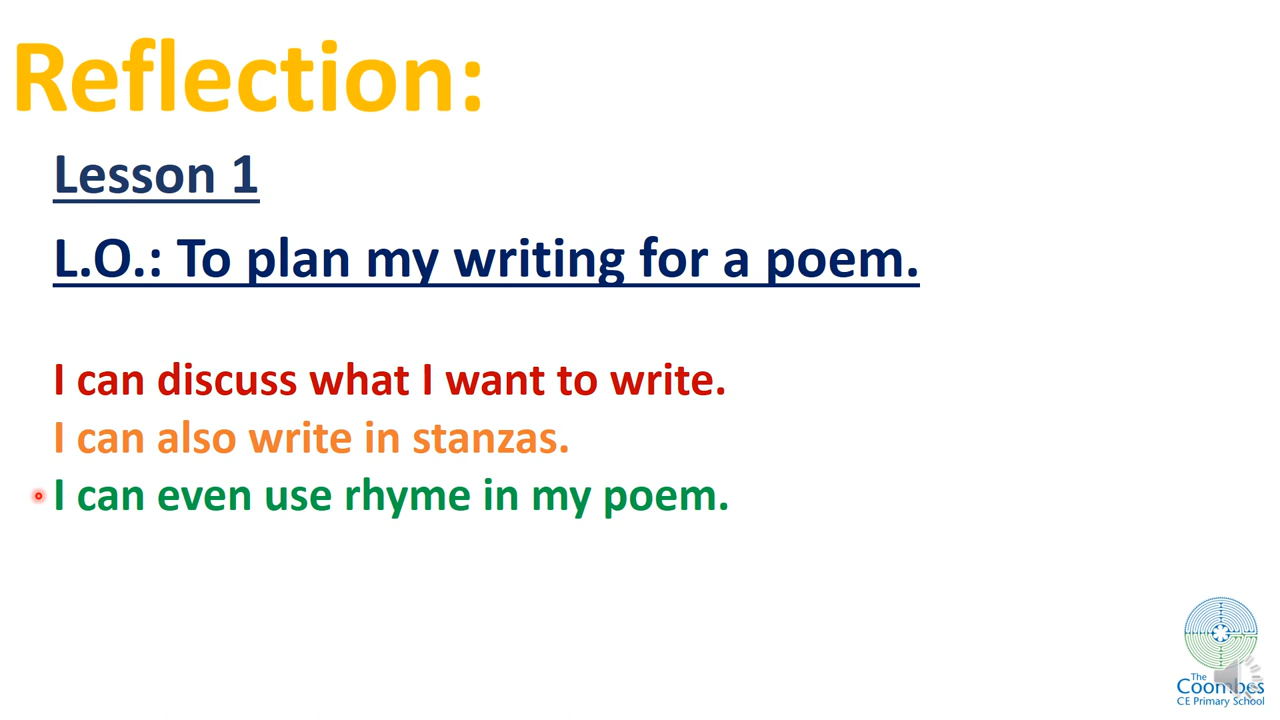 Reflection:
Lesson 1
L.O.: To plan my writing for a poem.
I can discuss what I want to write.
I can also write in stanzas.
I can even use rhyme in my poem.
The
Coombes
CE Primary School